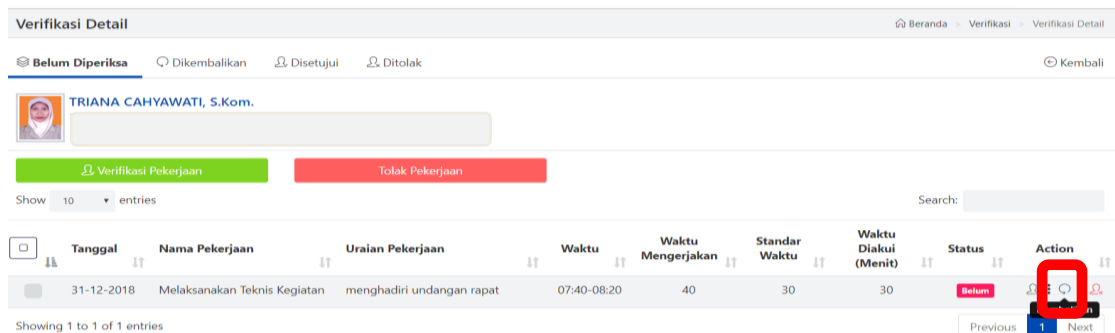 Verifikasi Detail
Beranda > Verifikasi > Verifikasi Detail
Belum Diperiksa Dikembalikan Disetujui Ditolak Kembali
TRIANA CAHYAWATI, S.Kom.
Verifikasi Pekerjaan Tolak Pekerjaan
Show 10 entries Search:
Tanggal Nama Pekerjaan Uraian Pekerjaan Waktu Waktu Mengerjakan Standar Waktu Waktu Diakui (Menit) Status Action
31-12-2018 Melaksanakan Teknis Kegiatan menghadiri undangan rapat 07:40-08:20 40 30 30 Belum
Showing 1 to 1 of 1 entries Previous 1 Next